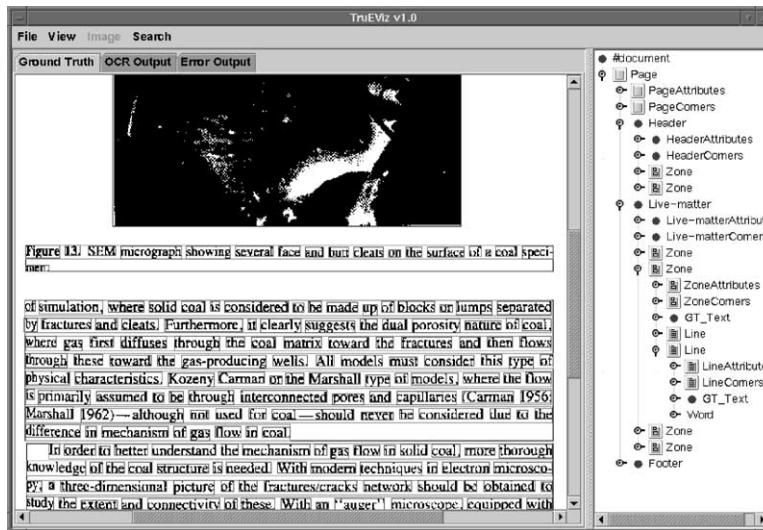 TruEViz v1.0
File View Image Search
Ground Truth OCR Output Error Output
Figure 13. SEM micrograph showing several face and butt cleats on the surface of a coal speci-
men.
of simulation, where solid coal is considered to be made up of blocks or lumps separated
by fractures and cleats. Furthermore, it clearly suggests the dual porosity nature of coal,
where gas first diffuses through the coal matrix toward the fractures and then flows
through these toward the gas-producing wells. All models must consider this type of
physical characteristics. Kozeny Carman or the Marshall type of models, where the flow
is primarily assumed to be through interconnected pores and capillaries (Carman 1956;
Marshall 1962)—although not used for coal—should never be considered due to the
difference in mechanism of gas flow in coal.
In order to better understand the mechanism of gas flow in solid coal, more thorough
knowledge of the coal structure is needed. With modern techniques in electron microsco-
py, a three-dimensional picture of the fractures/cracks network should be obtained to
study the extent and connectivity of these. With an "auger" microscope, equipped with
#document
Page
PageAttributes
PageCorners
Header
HeaderAttributes
HeaderCorners
Zone
Zone
Live-matter
Live-matterAttribut
Live-matterCorner
Zone
Zone
ZoneAttributes
ZoneCorners
GT_Text
Line
Line
LineAttribut
LineCorners
GT_Text
Word
Zone
Zone
Footer